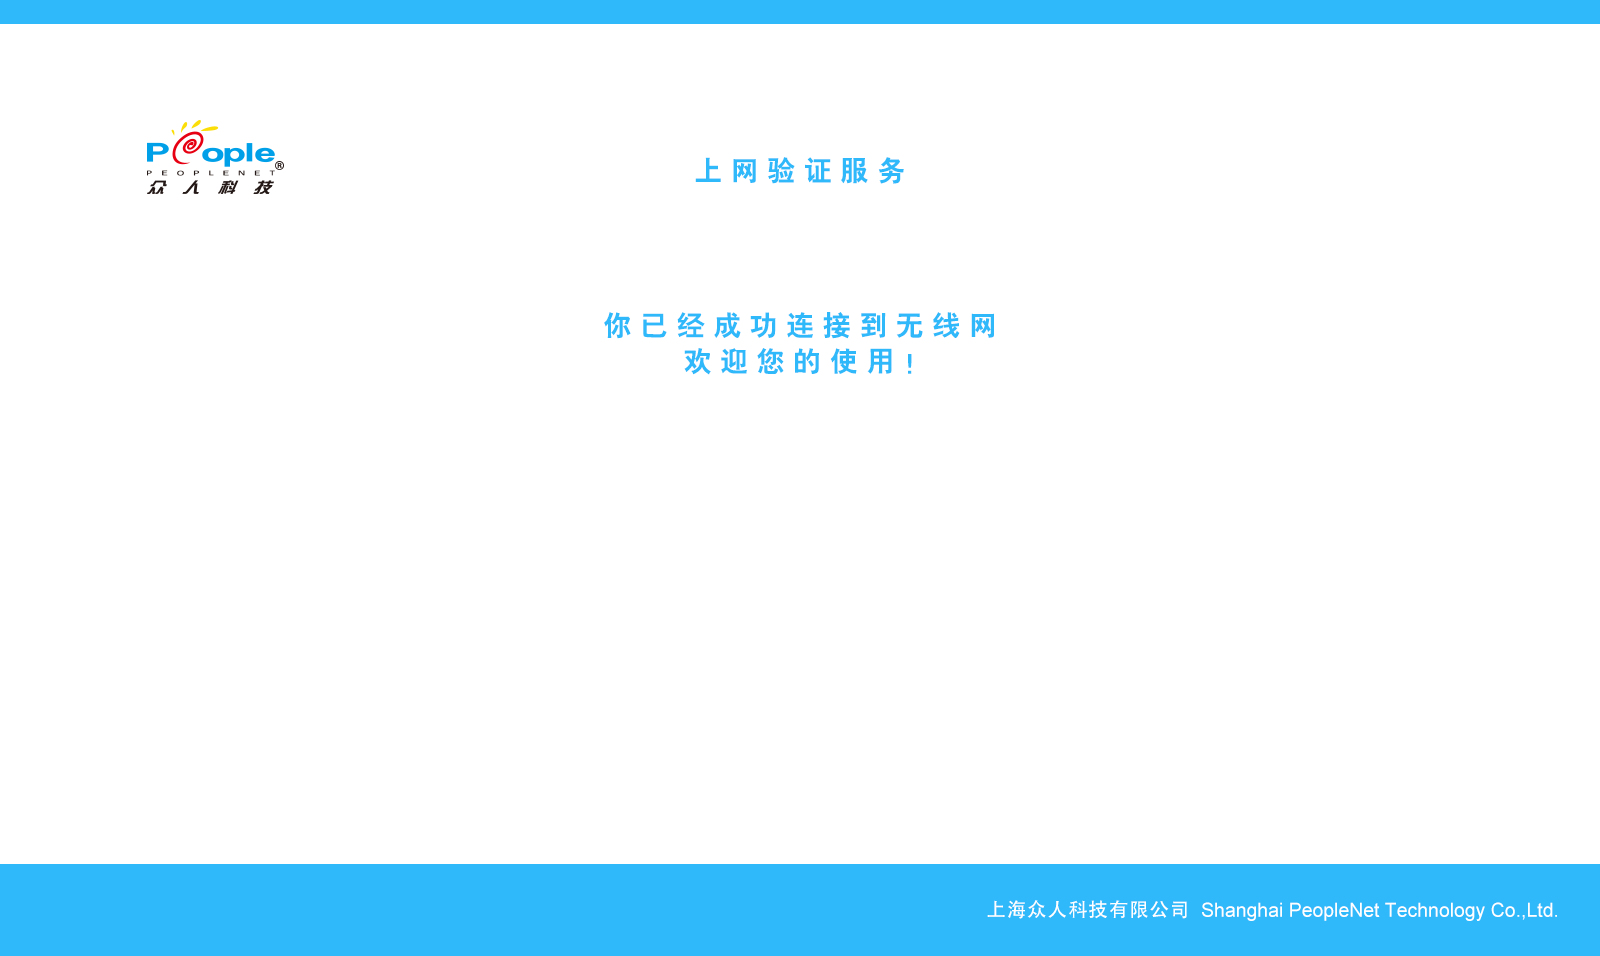 People®
PEOPLENET
众人科技
上网验证服务
你已经成功连接到无线网
欢迎您的使用!
上海众人科技有限公司 Shanghai PeopleNet Technology Co.,Ltd.